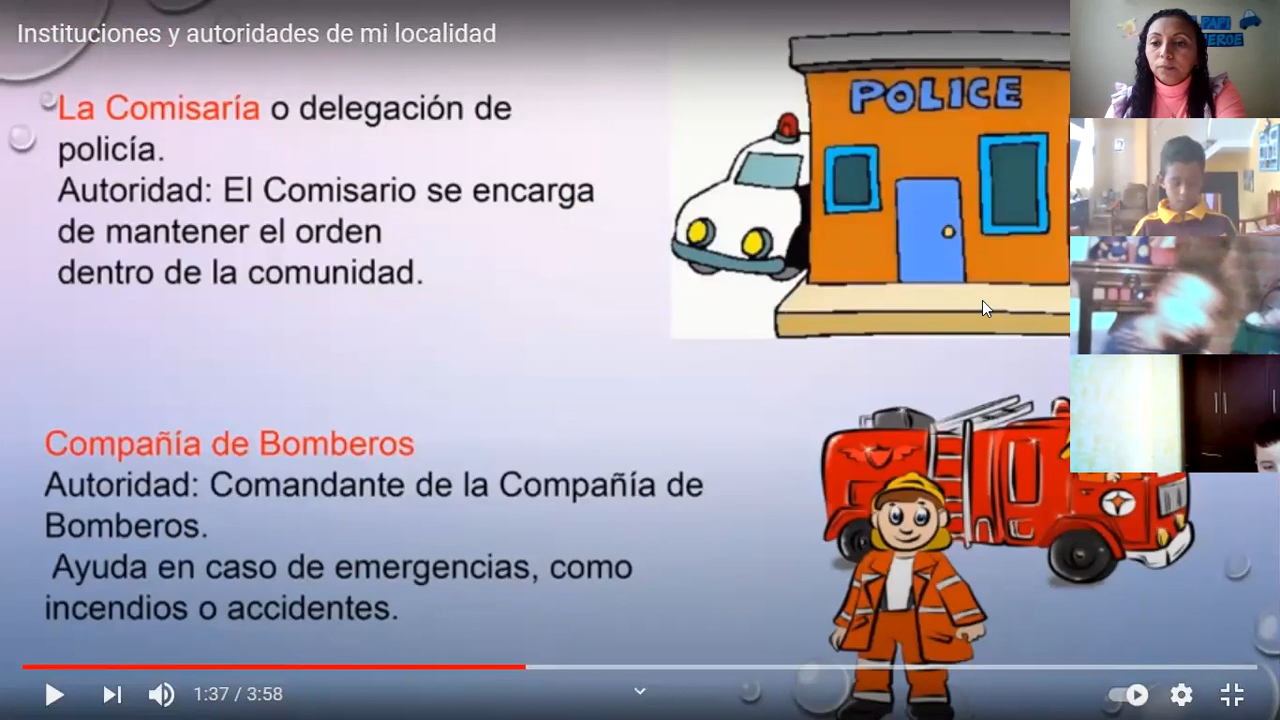 Instituciones y autoridades de mi localidad
La Comisaría o delegación de
policía.
Autoridad: El Comisario se encarga
de mantener el orden
dentro de la comunidad.
POLICE
Compañía de Bomberos
Autoridad: Comandante de la Compañía de
Bomberos.
Ayuda en caso de emergencias, como
incendios o accidentes.
1:37 / 3:58
PAPI